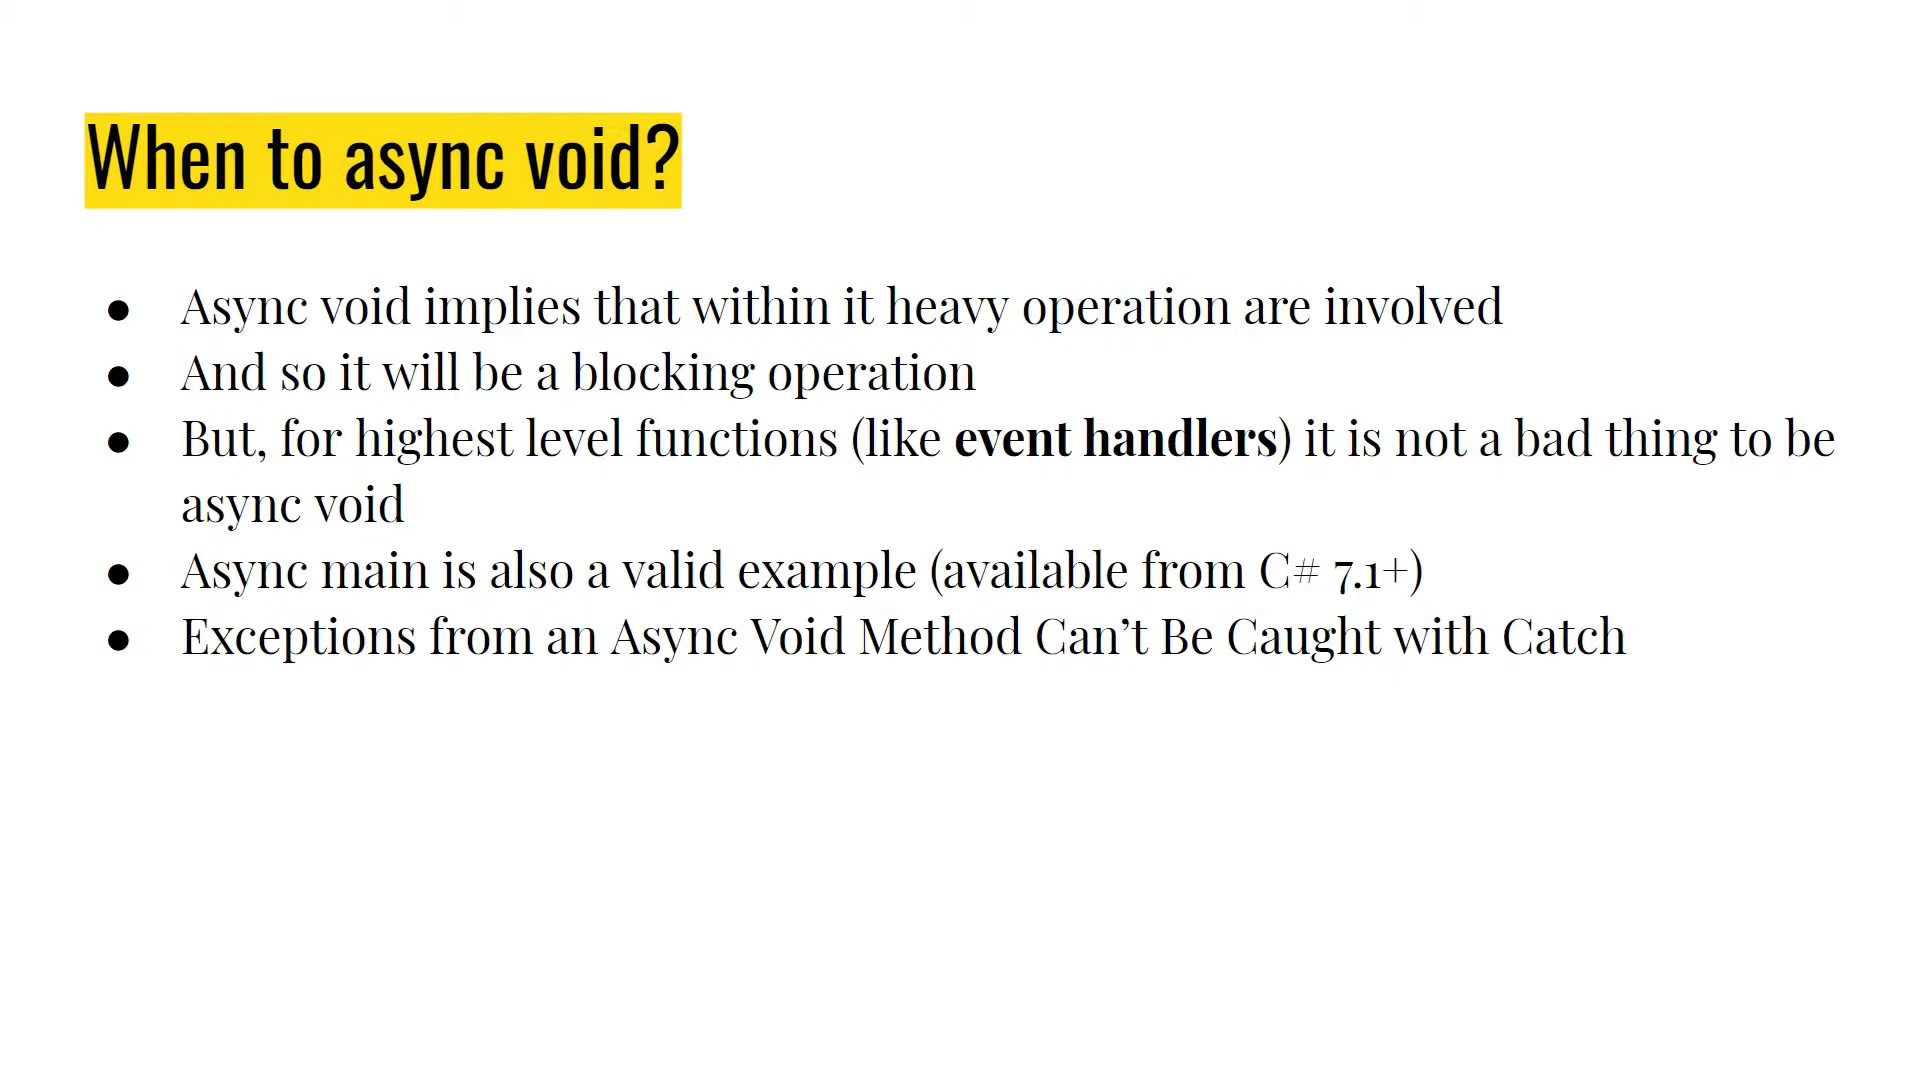 When to async void?
● Async void implies that within it heavy operation are involved
● And so it will be a blocking operation
● But, for highest level functions (like event handlers) it is not a bad thing to be
async void
● Async main is also a valid example (available from C# 7.1+)
● Exceptions from an Async Void Method Can’t Be Caught with Catch